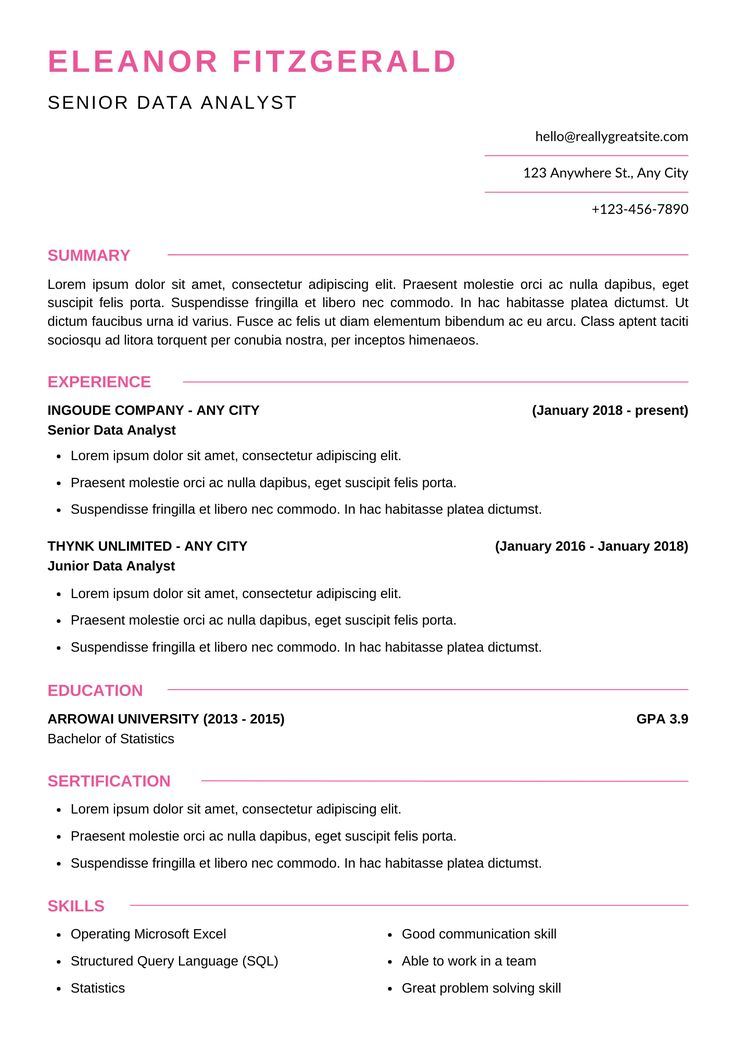 ELEANOR FITZGERALD
SENIOR DATA ANALYST
hello@reallygreatsite.com
123 Anywhere St., Any City
+123-456-7890
SUMMARY
Lorem ipsum dolor sit amet, consectetur adipiscing elit. Praesent molestie orci ac nulla dapibus, eget
suscipit felis porta. Suspendisse fringilla et libero nec commodo. In hac habitasse platea dictumst. Ut
dictum faucibus urna id varius. Fusce ac felis ut diam elementum bibendum ac eu arcu. Class aptent taciti
sociosqu ad litora torquent per conubia nostra, per inceptos himenaeos.
EXPERIENCE
INGOUDE COMPANY - ANY CITY (January 2018 - present)
Senior Data Analyst
• Lorem ipsum dolor sit amet, consectetur adipiscing elit.
• Praesent molestie orci ac nulla dapibus, eget suscipit felis porta.
• Suspendisse fringilla et libero nec commodo. In hac habitasse platea dictumst.
THYNK UNLIMITED - ANY CITY (January 2016 - January 2018)
Junior Data Analyst
• Lorem ipsum dolor sit amet, consectetur adipiscing elit.
• Praesent molestie orci ac nulla dapibus, eget suscipit felis porta.
• Suspendisse fringilla et libero nec commodo. In hac habitasse platea dictumst.
EDUCATION
ARROWAI UNIVERSITY (2013 - 2015) GPA 3.9
Bachelor of Statistics
SERTIFICATION
• Lorem ipsum dolor sit amet, consectetur adipiscing elit.
• Praesent molestie orci ac nulla dapibus, eget suscipit felis porta.
• Suspendisse fringilla et libero nec commodo. In hac habitasse platea dictumst.
SKILLS
• Operating Microsoft Excel
• Structured Query Language (SQL)
• Statistics
• Good communication skill
• Able to work in a team
• Great problem solving skill